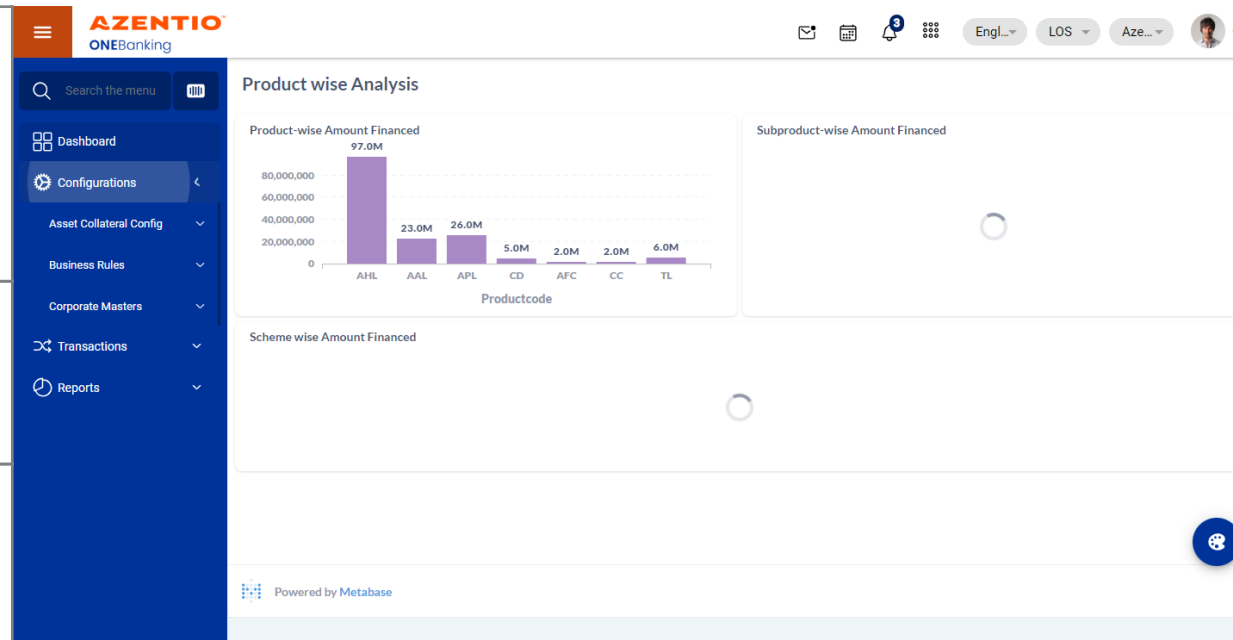 AZENTIO
ONEBanking
3
Engl...
LOS
Aze...
Search the menu
Dashboard
Configurations
Asset Collateral Config
Business Rules
Corporate Masters
Transactions
Reports
Product wise Analysis
Product-wise Amount Financed
97.0M
80,000,000
60,000,000
40,000,000
20,000,000
0
23.0M
26.0M
5.0M
2.0M
2.0M
6.0M
AHL AAL APL CD AFC CC TL
Productcode
Subproduct-wise Amount Financed
Scheme wise Amount Financed
Powered by Metabase